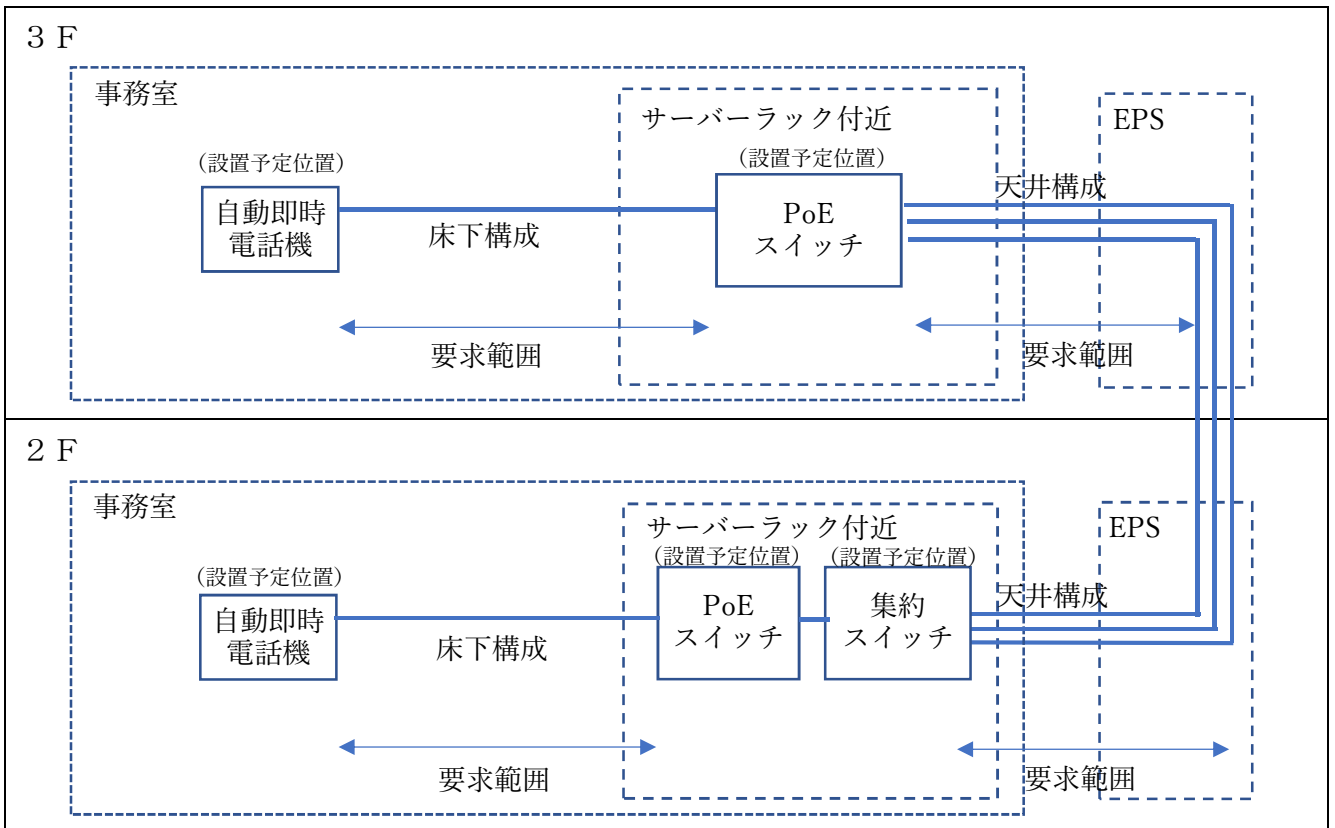 ３Ｆ
事務室
サーバーラック付近
EPS
（設置予定位置）
（設置予定位置）
自動即時
電話機
床下構成
PoE
スイッチ
天井構成
要求範囲
要求範囲
２Ｆ
事務室
サーバーラック付近
EPS
（設置予定位置）
（設置予定位置）
（設置予定位置）
自動即時
電話機
床下構成
PoE
スイッチ
集約
スイッチ
天井構成
要求範囲
要求範囲